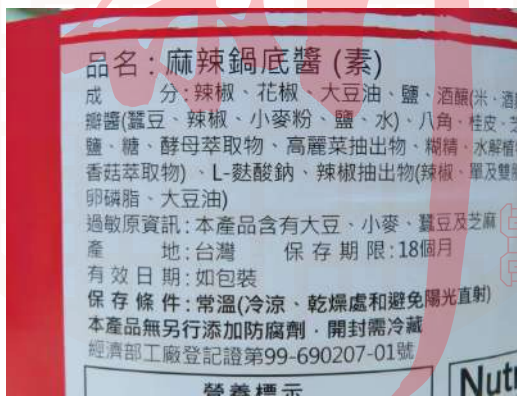 品名:麻辣鍋底醬(素)
成 分:辣椒、花椒、大豆油、鹽、酒釀(米、酒
瓣醬(蠶豆、辣椒、小麥粉、鹽、水)、八角、桂皮、芝
鹽、糖、酵母萃取物、高麗菜抽出物、糊精、水解植
香菇萃取物)、L-麩酸鈉、辣椒抽出物(辣椒、單及雙
卵磷脂、大豆油)
過敏原資訊:本產品含有大豆、小麥、蠶豆及芝麻
產 地:台灣 保存期限:18個月
有效日期:如包裝
保存條件:常溫(冷涼、乾燥處和避免陽光直射)
本產品無另行添加防腐劑‧開封需冷藏
經濟部工廠登記證第99-690207-01號
營養標示
Nutr